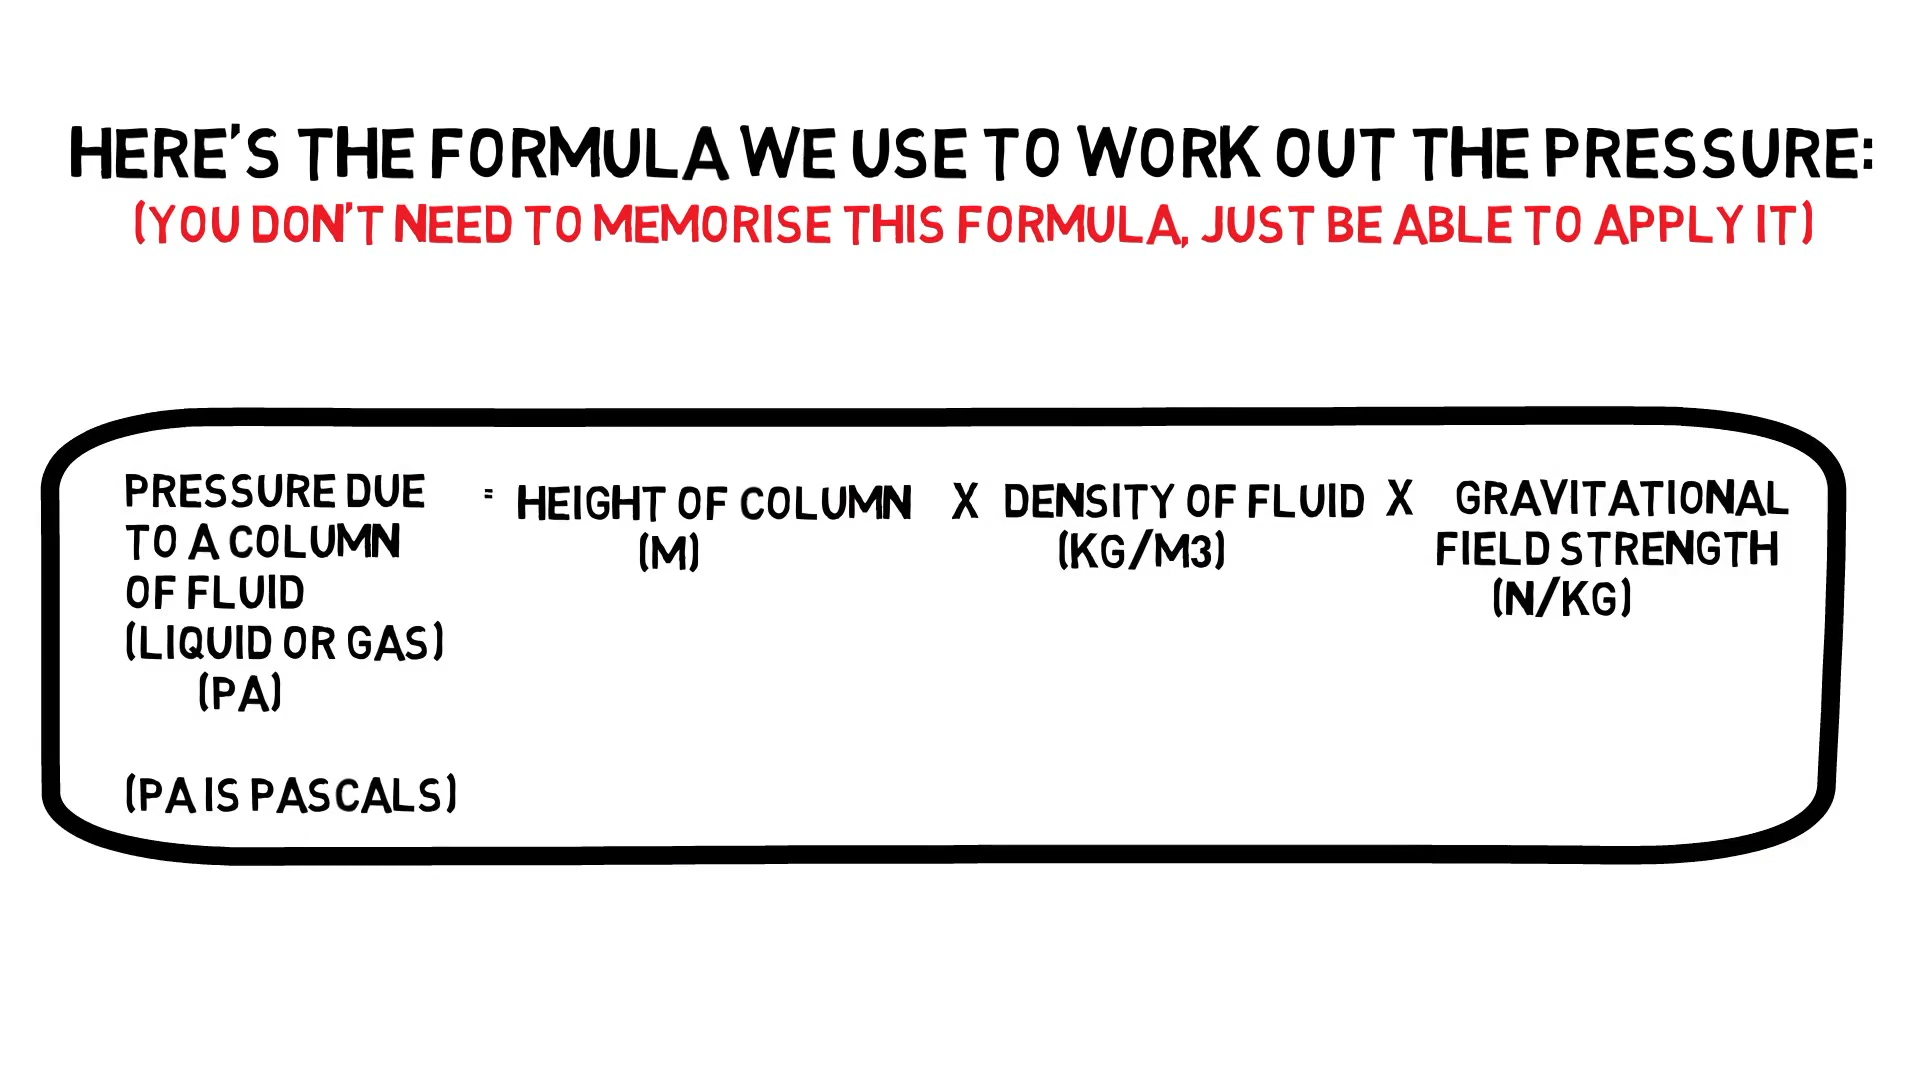 HERE'S THE FORMULA WE USE TO WORK OUT THE PRESSURE:
(YOU DON'T NEED TO MEMORISE THIS FORMULA, JUST BE ABLE TO APPLY IT)
PRESSURE DUE
TO A COLUMN
OF FLUID
(LIQUID OR GAS)
(PA)
(PA IS PASCALS)
=
HEIGHT OF COLUMN
(M)
X
DENSITY OF FLUID
(KG/M3)
X
GRAVITATIONAL
FIELD STRENGTH
(N/KG)